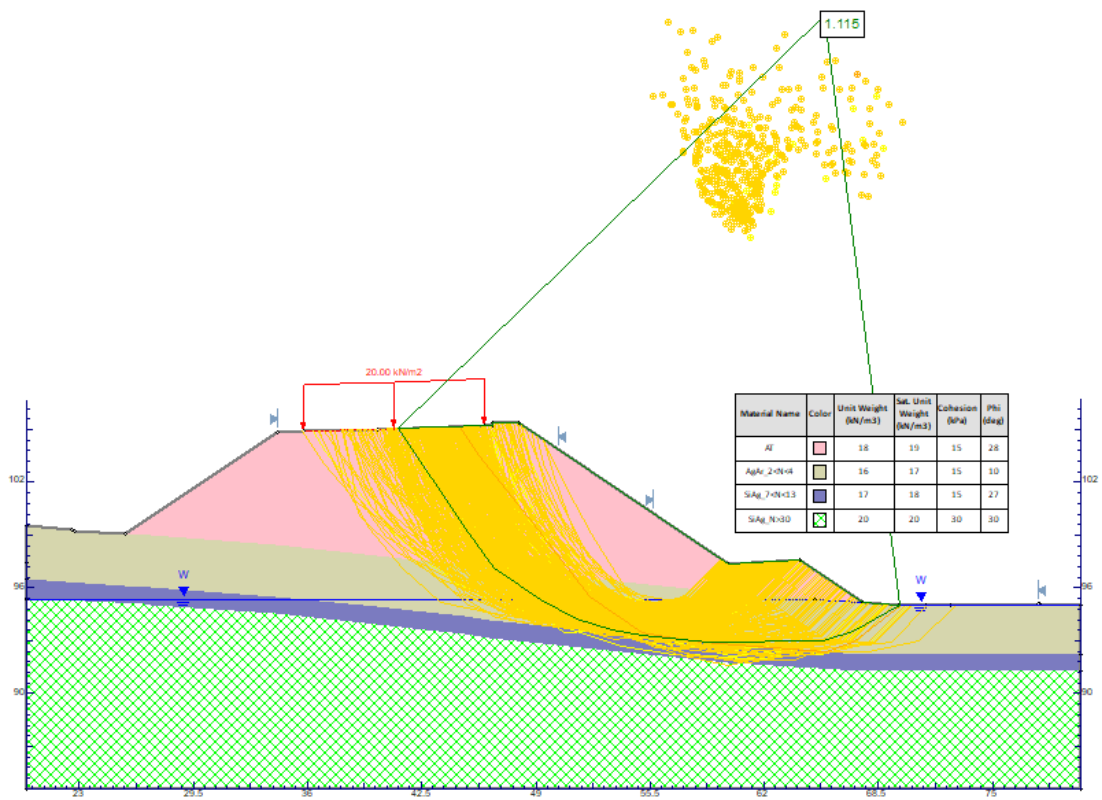 1.115
20.00 kN/m2
Material Name Color Unit Weight (kN/m3) Sat. Unit Weight (kN/m3) Cohesion (kPa) Phi (deg)
AT 18 19 15 28
AgAr_2<N<4 16 17 15 10
SiAg_7<N<13 17 18 15 27
SiAg_N>30 20 20 30 30
102 102
W W
96 96
90 90
23 29.5 36 42.5 49 55.5 62 68.5 75